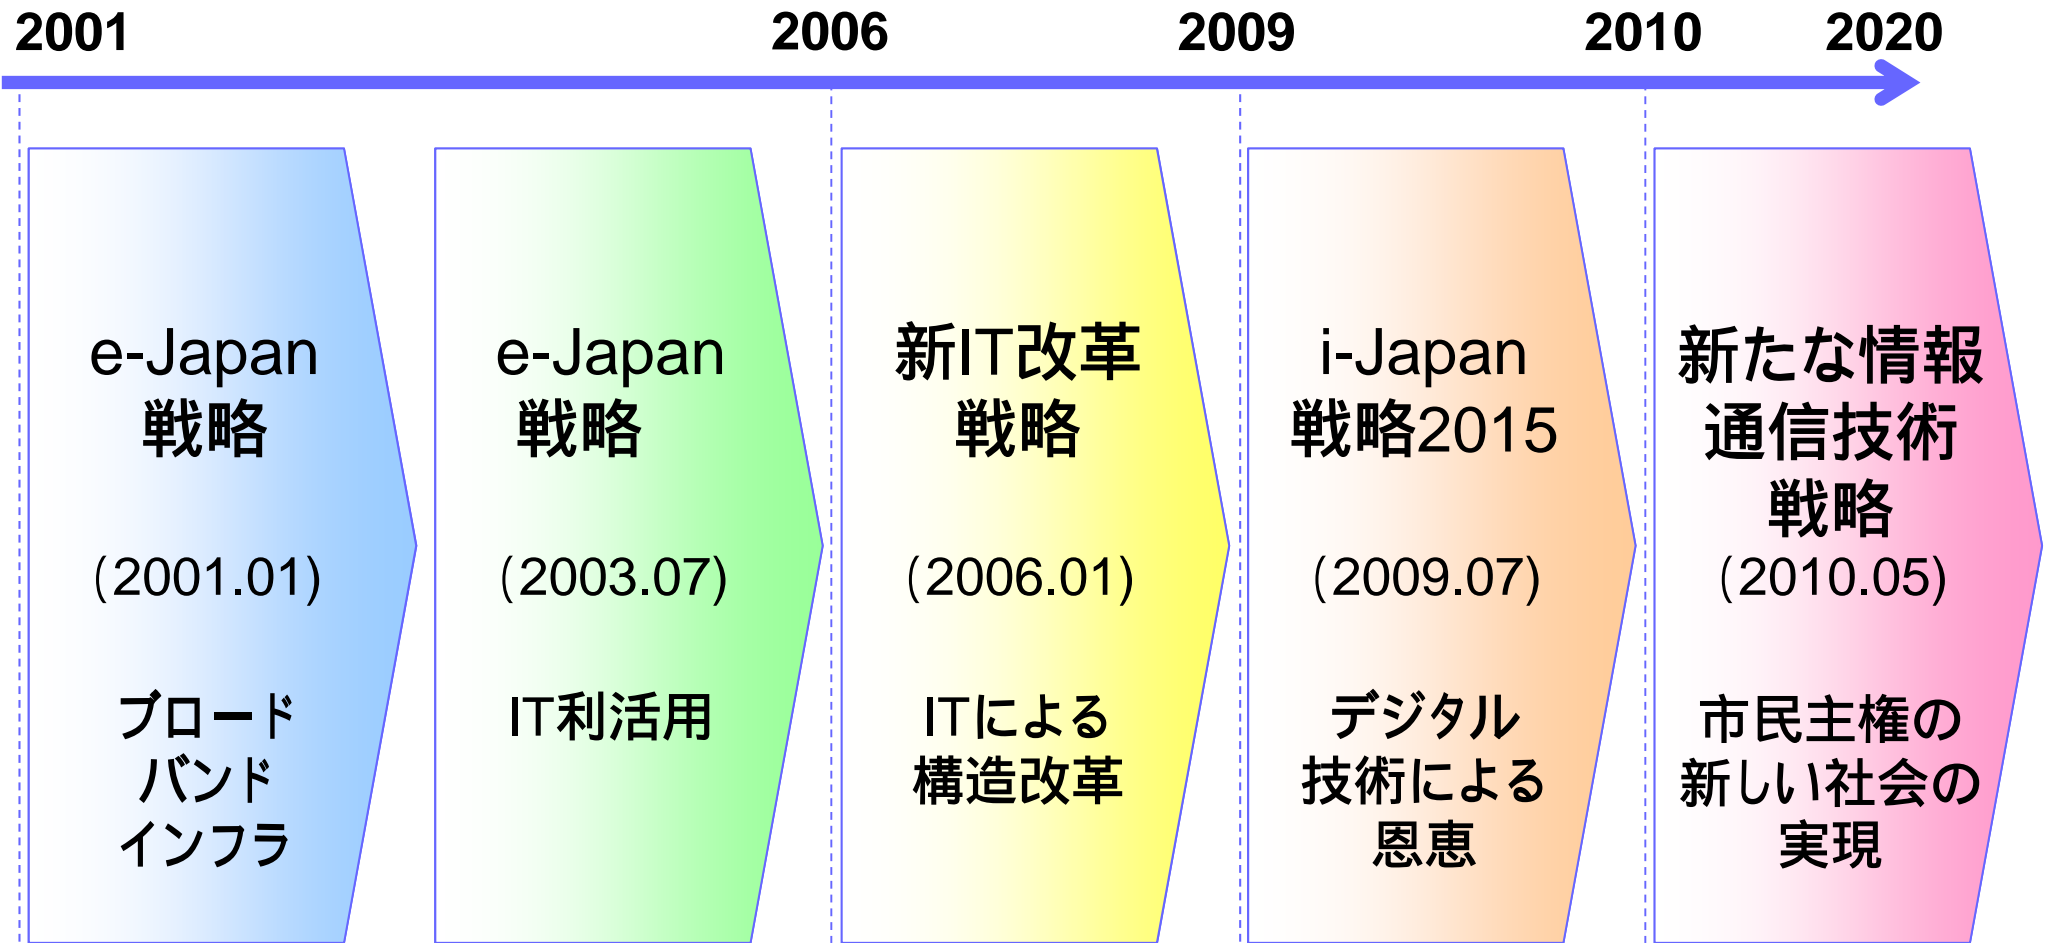 2001 2006 2009 2010 2020
e-Japan
戦略
(2001.01)
ブロード
バンド
インフラ
e-Japan
戦略
(2003.07)
IT利活用
新IT改革
戦略
(2006.01)
ITによる
構造改革
i-Japan
戦略2015
(2009.07)
デジタル
技術による
恩恵
新たな情報
通信技術
戦略
(2010.05)
市民主権の
新しい社会の
実現